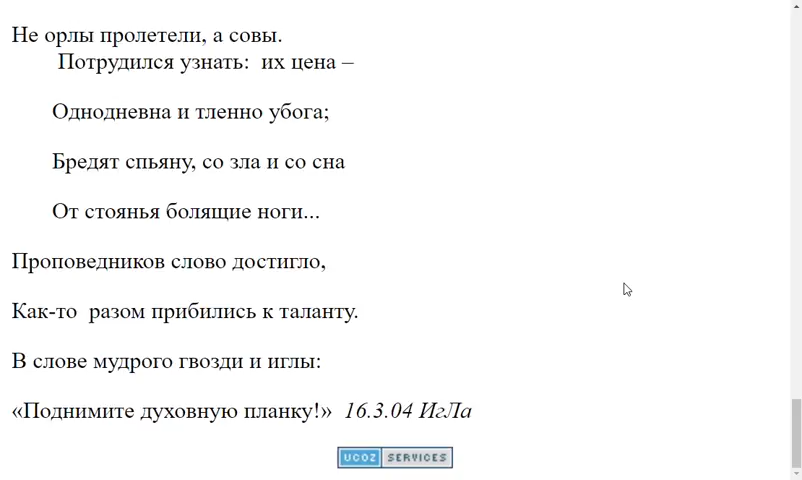 Не орлы пролетели, а совы.
Потрудился узнать: их цена –
Однодневна и тленно убога;
Бредят спьяну, со зла и со сна
От стоянья болящие ноги...
Проповедников слово достигло,
Как-то разом прибились к таланту.
В слове мудрого гвозди и иглы:
«Поднимите духовную планку!» 16.3.04 ИгЛа
UCOZ SERVICES